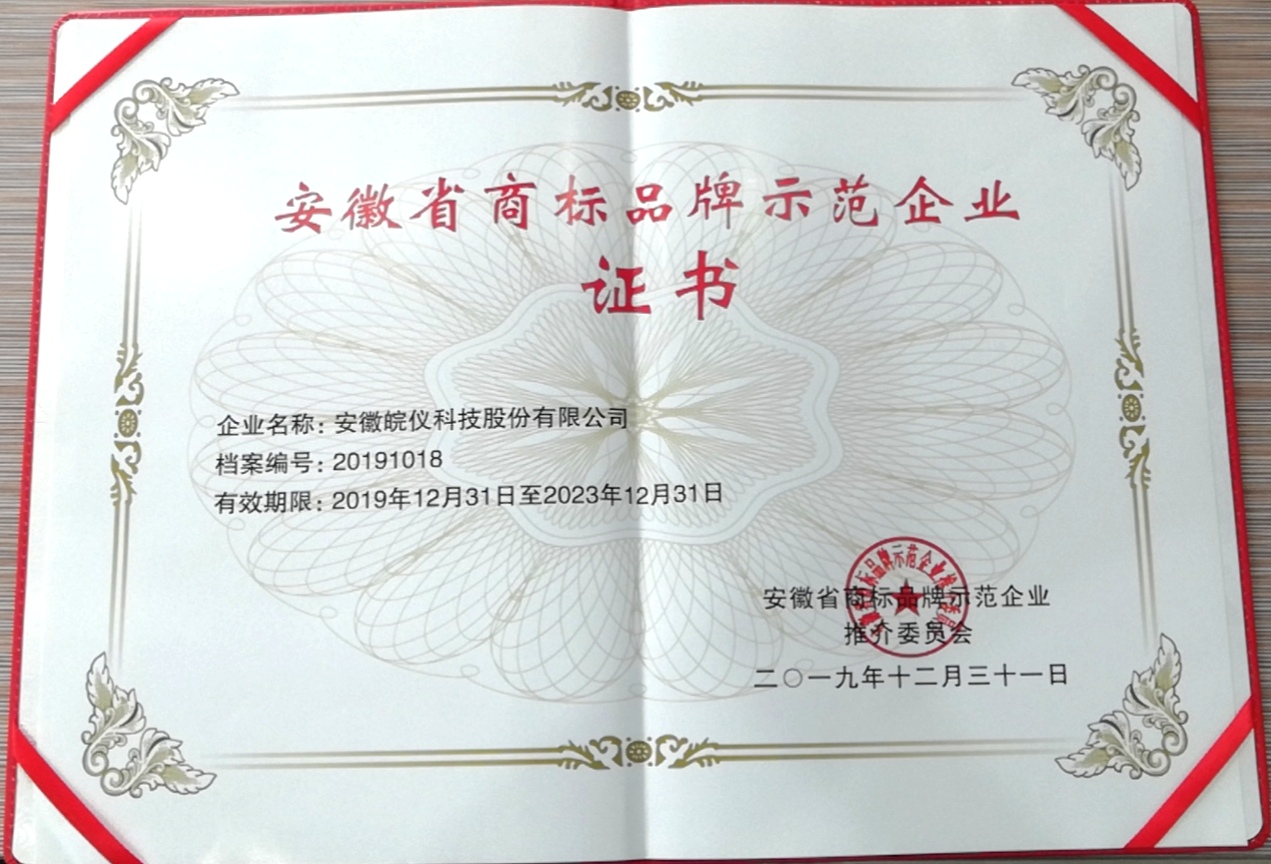 安徽省商标品牌示范企业
证书
企业名称：安徽皖仪科技股份有限公司
档案编号：20191018
有效期限：2019年12月31日至2023年12月31日
安徽省商标品牌示范企业
推介委员会
二〇一九年十二月三十一日